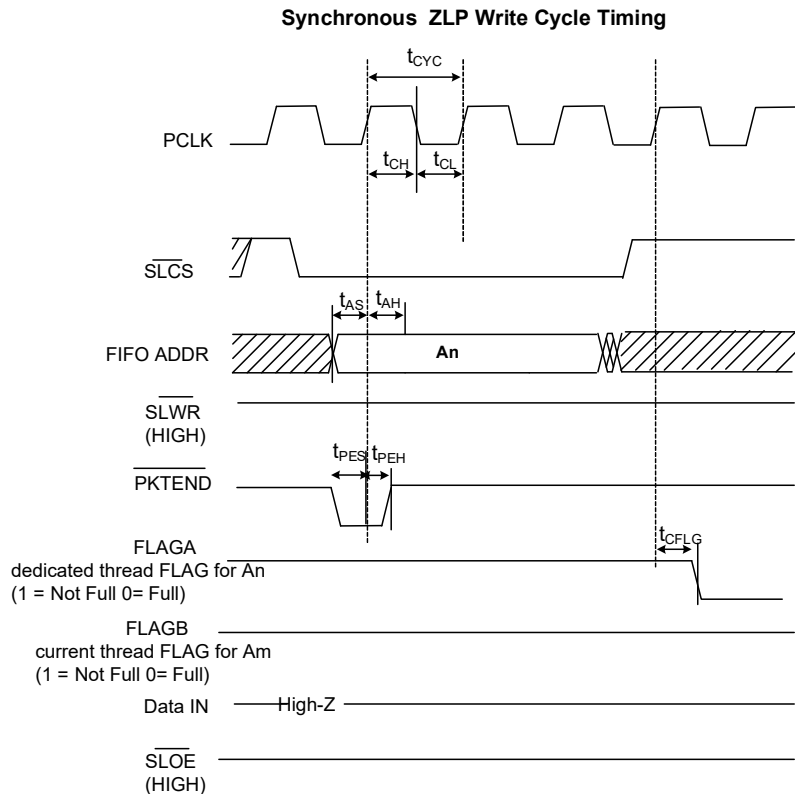 Synchronous ZLP Write Cycle Timing
tCYC
PCLK
tCH tCL
SLCS
tAS tAH
FIFO ADDR An
SLWR
(HIGH)
tPES tPEH
PKTEND
FLAGA
dedicated thread FLAG for An
(1 = Not Full 0= Full)
tCFLG
FLAGB
current thread FLAG for Am
(1 = Not Full 0= Full)
Data IN High-Z
SLOE
(HIGH)